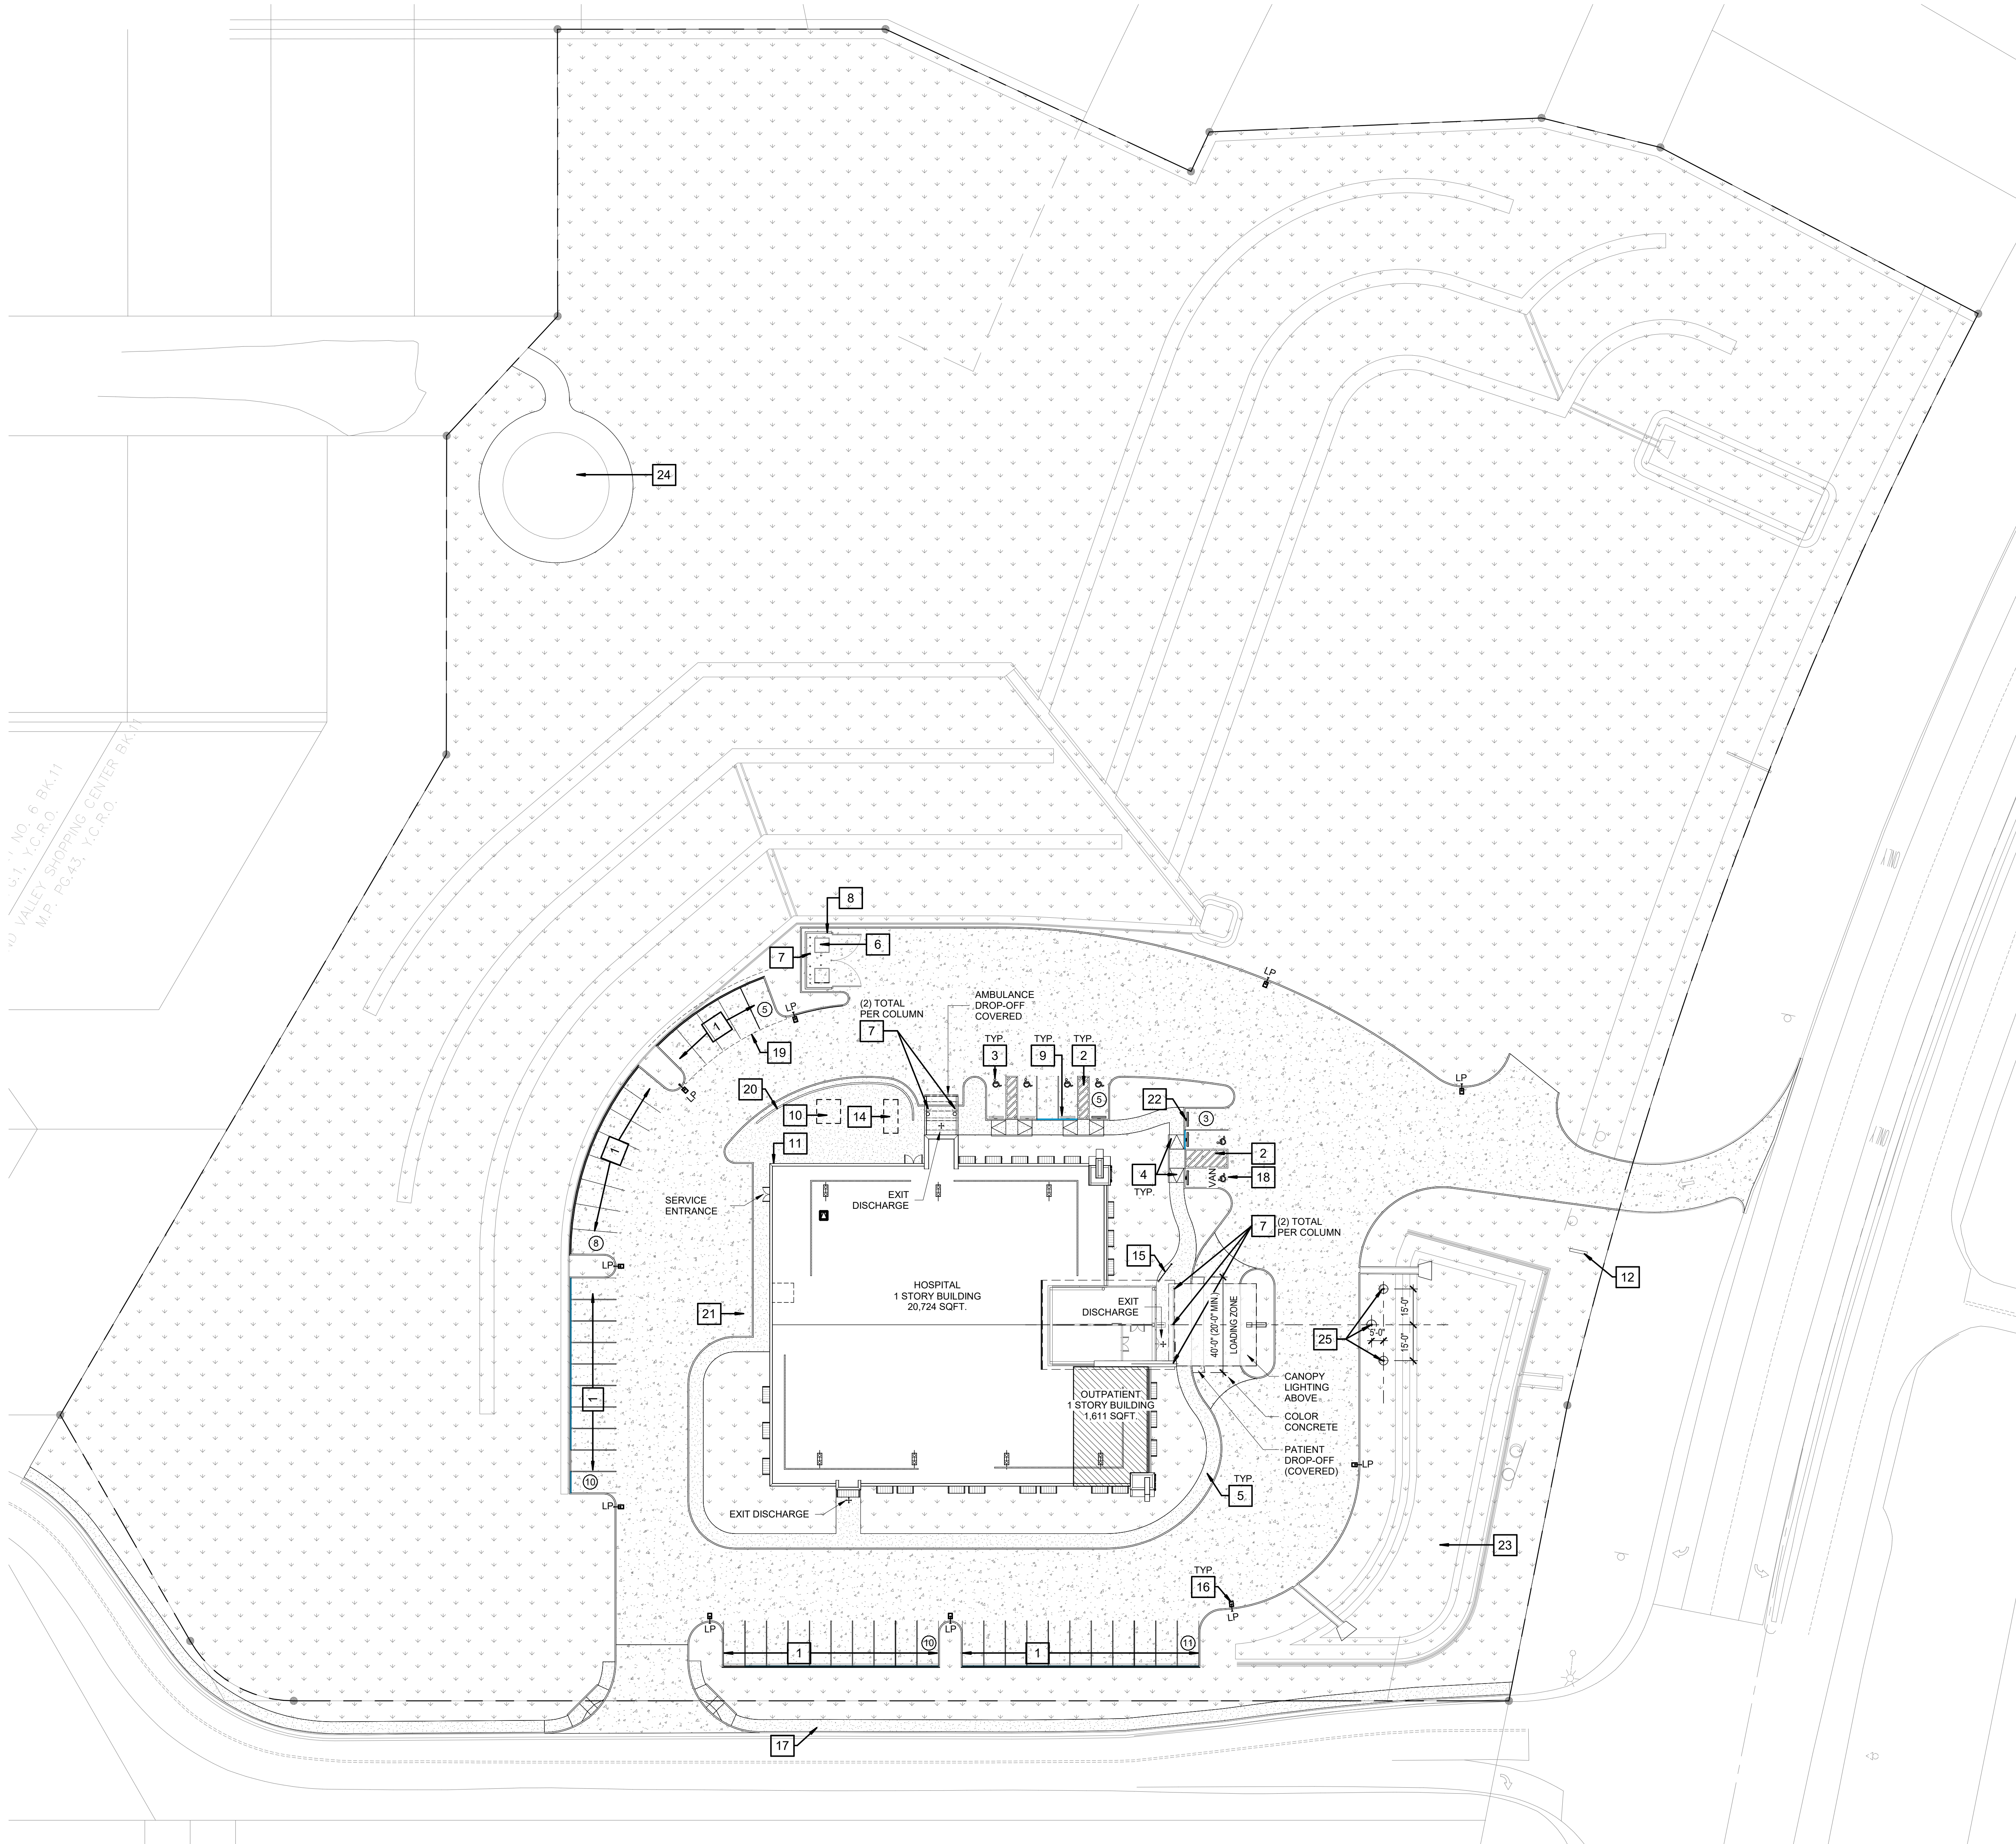 24
NO. 6 BK.11
G.1, Y.C.R.O.
VALLEY SHOPPING CENTER BK.11
M.P. PG.43, Y.C.R.O.
8
6
7
LP
5
1
LP
19
LP
(2) TOTAL
PER COLUMN
7
AMBULANCE
DROP-OFF
COVERED
TYP.
3
TYP.
9
TYP.
2
5
LP
20
10
14
11
22
3
2
4
TYP.
VAN
18
1
8
LP
SERVICE
ENTRANCE
EXIT
DISCHARGE
7
(2) TOTAL
PER COLUMN
15
12
HOSPITAL
1 STORY BUILDING
20,724 SQFT.
EXIT
DISCHARGE
40'-0" (20'-0" MIN.)
LOADING ZONE
21
25
5'-0"
15'-0"
15'-0"
1
10
LP
OUTPATIENT
1 STORY BUILDING
1,611 SQFT.
CANOPY
LIGHTING
ABOVE
COLOR
CONCRETE
PATIENT
DROP-OFF
(COVERED)
LP
TYP.
5
EXIT DISCHARGE
23
TYP.
16
LP
LP
LP
1
10
1
11
17